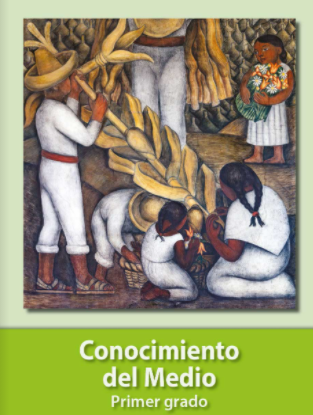 Conocimiento
del Medio
Primer grado